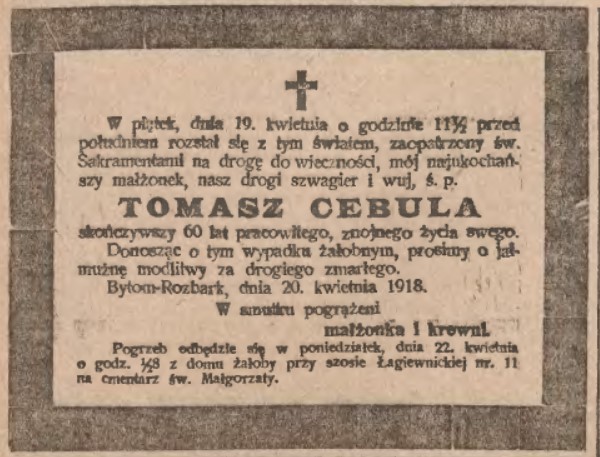 W piątek, dnia 19. kwietnia o godzinie 11½ przed
południem rozstał się z tym światem, zaopatrzony św.
Sakramentami na drogę do wieczności, mój najukochań-
szy małżonek, nasz drogi szwagier i wuj, ś. p.
TOMASZ CEBULA
skończywszy 60 lat pracowitego, znojnego życia swego.
Donosząc o tym wypadku żałobnym, prosimy o jał-
mużnę modlitwy za drogiego zmarłego.
Bytom-Rozbark, dnia 20. kwietnia 1918.
W smutku pogrążeni
małżonka i krewni.
Pogrzeb odbędzie się w poniedziałek, dnia 22. kwietnia
o godz. ½8 z domu żałoby przy szosie Łagiewnickiej nr. 11
na cmentarz św. Małgorzaty.